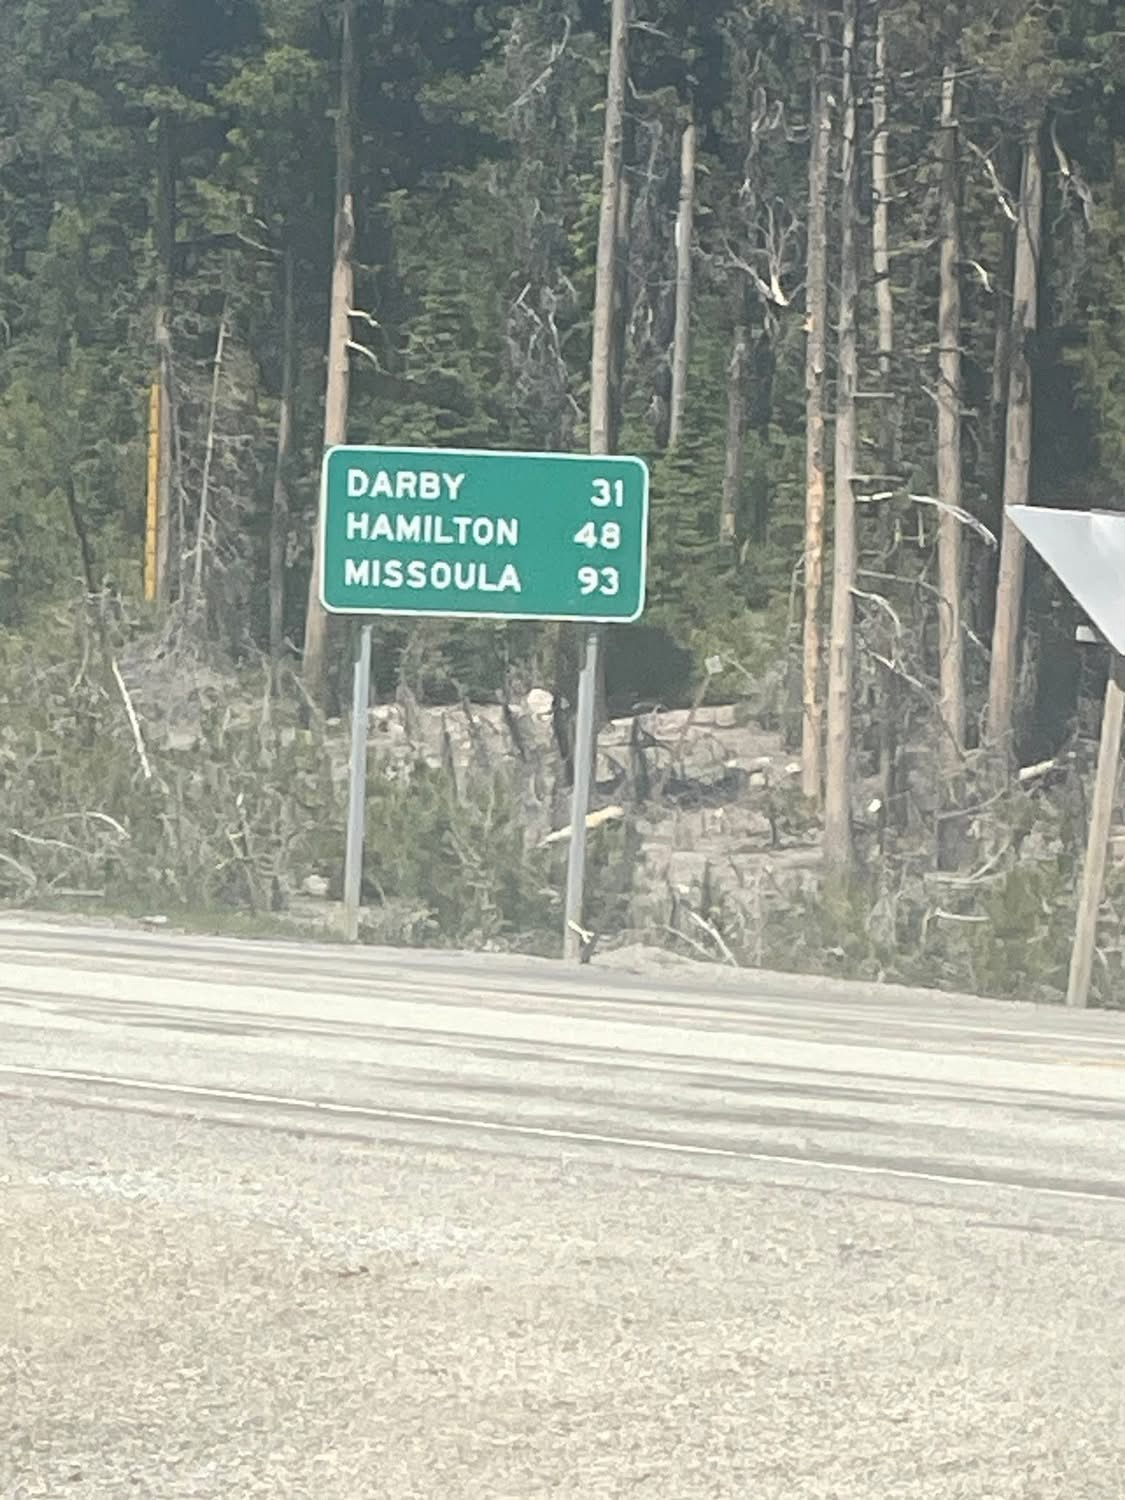 DARBY 31
HAMILTON 48
MISSOULA 93